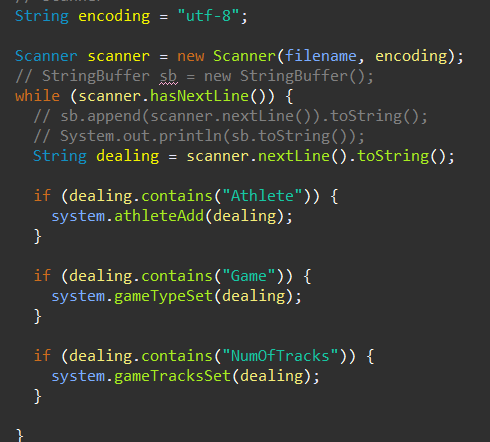 String encoding = "utf-8";
Scanner scanner = new Scanner(filename, encoding);
// StringBuffer sb = new StringBuffer();
while (scanner.hasNextLine()) {
// sb.append(scanner.nextLine()).toString();
// System.out.println(sb.toString());
String dealing = scanner.nextLine().toString();
if (dealing.contains("Athlete")) {
system.athleteAdd(dealing);
}
if (dealing.contains("Game")) {
system.gameTypeSet(dealing);
}
if (dealing.contains("NumOfTracks")) {
system.gameTracksSet(dealing);
}
}